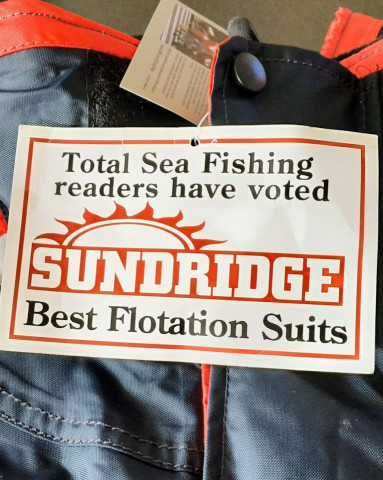 Total Sea Fishing
readers have voted
SUNDRIDGE
Best Flotation Suits